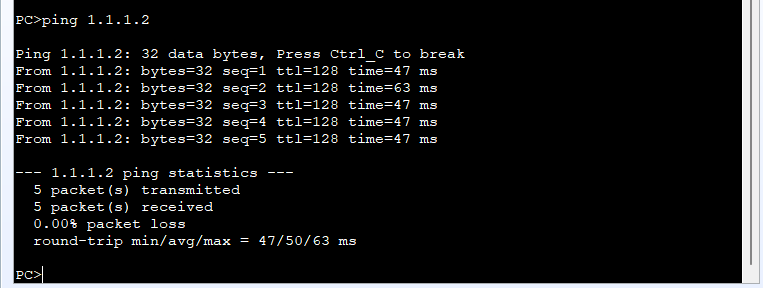 PC>ping 1.1.1.2
Ping 1.1.1.2: 32 data bytes, Press Ctrl_C to break
From 1.1.1.2: bytes=32 seq=1 ttl=128 time=47 ms
From 1.1.1.2: bytes=32 seq=2 ttl=128 time=63 ms
From 1.1.1.2: bytes=32 seq=3 ttl=128 time=47 ms
From 1.1.1.2: bytes=32 seq=4 ttl=128 time=47 ms
From 1.1.1.2: bytes=32 seq=5 ttl=128 time=47 ms
--- 1.1.1.2 ping statistics ---
5 packet(s) transmitted
5 packet(s) received
0.00% packet loss
round-trip min/avg/max = 47/50/63 ms
PC>